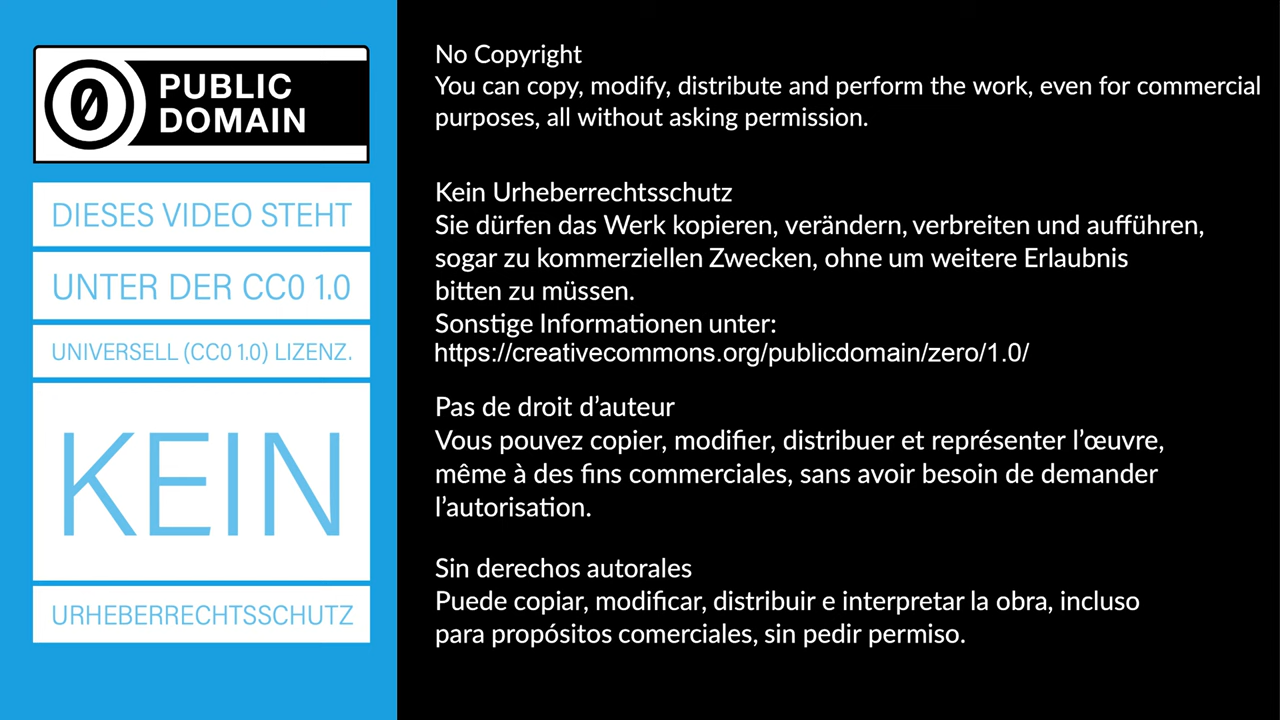 0
PUBLIC
DOMAIN
DIESES VIDEO STEHT
UNTER DER CC0 1.0
UNIVERSELL (CC0 1.0) LIZENZ.
KEIN
URHEBERRECHTSSCHUTZ
No Copyright
You can copy, modify, distribute and perform the work, even for commercial
purposes, all without asking permission.
Kein Urheberrechtsschutz
Sie dürfen das Werk kopieren, verändern, verbreiten und aufführen,
sogar zu kommerziellen Zwecken, ohne um weitere Erlaubnis
bitten zu müssen.
Sonstige Informationen unter:
https://creativecommons.org/publicdomain/zero/1.0/
Pas de droit d’auteur
Vous pouvez copier, modifier, distribuer et représenter l’œuvre,
même à des fins commerciales, sans avoir besoin de demander
l’autorisation.
Sin derechos autorales
Puede copiar, modificar, distribuir e interpretar la obra, incluso
para propósitos comerciales, sin pedir permiso.